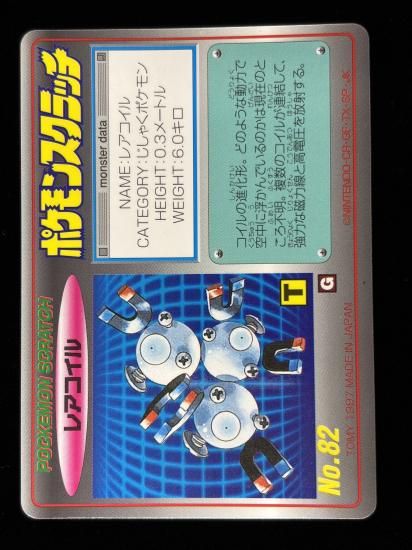 POCKEMON SCRATCH
レアコイル
ポケモンスクラッチ
monster data
NAME:レアコイル
CATEGORY:じしゃくポケモン
HEIGHT:0.3メートル
WEIGHT:6.0キロ
コイルの進化形。どのような動力で
空中に浮かんでいるのかは現在のと
ころ不明。複数のコイルが連結して、
強力な磁力線と高電圧を放射する。
T
G
No.82
TOMY 1997 MADE IN JAPAN
©NINTENDO・CR・GF・TX・SP・JK